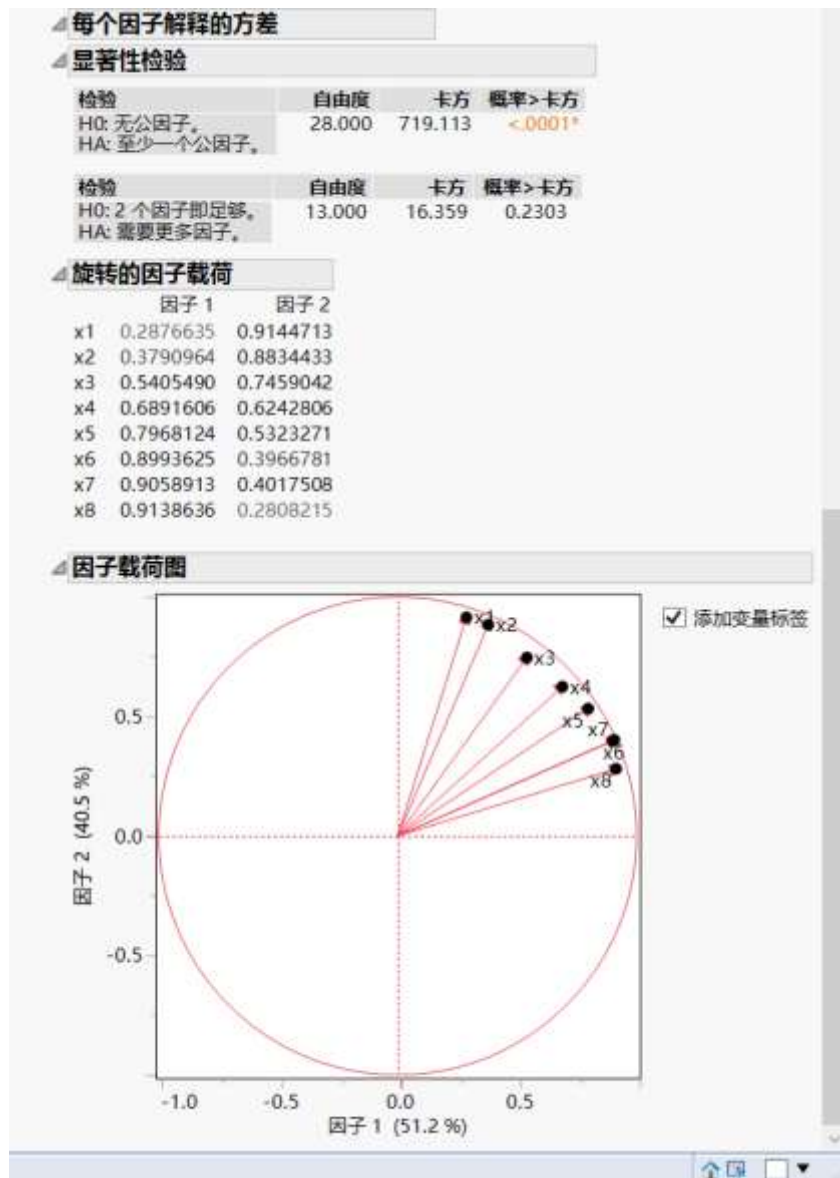 每个因子解释的方差
显著性检验
检验 自由度 卡方 概率>卡方
H0: 无公因子。 28.000 719.113 <.0001*
HA: 至少一个公因子。
检验 自由度 卡方 概率>卡方
H0: 2 个因子即足够。 13.000 16.359 0.2303
HA: 需要更多因子。
旋转的因子载荷
因子 1 因子 2
x1 0.2876635 0.9144713
x2 0.3790964 0.8834433
x3 0.5405490 0.7459042
x4 0.6891606 0.6242806
x5 0.7968124 0.5323271
x6 0.8993625 0.3966781
x7 0.9058913 0.4017508
x8 0.9138636 0.2808215
因子载荷图
添加变量标签
x1
x2
x3
x4
x5
x7
x6
x8
0.5
0.0
-0.5
因子 2 (40.5 %)
-1.0 -0.5 0.0 0.5
因子 1 (51.2 %)